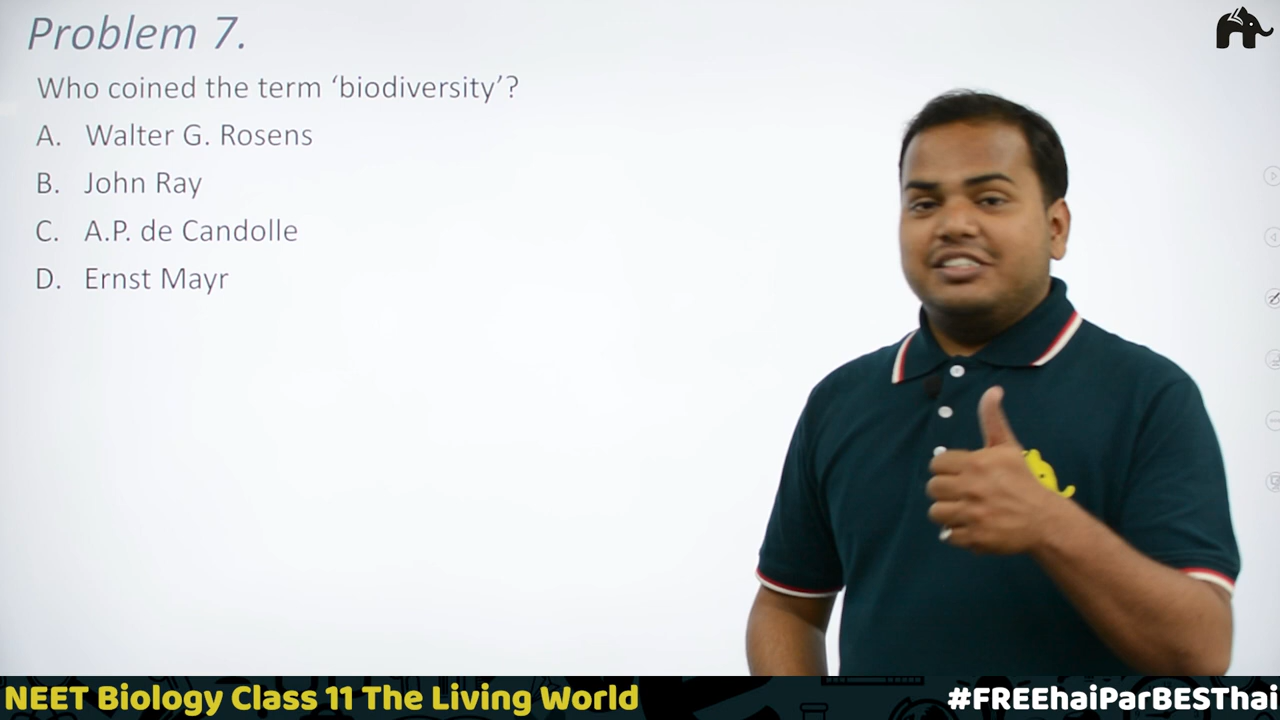 Problem 7.
Who coined the term ‘biodiversity’?
A. Walter G. Rosens
B. John Ray
C. A.P. de Candolle
D. Ernst Mayr
NEET Biology Class 11 The Living World
#FREEhaiParBESThai